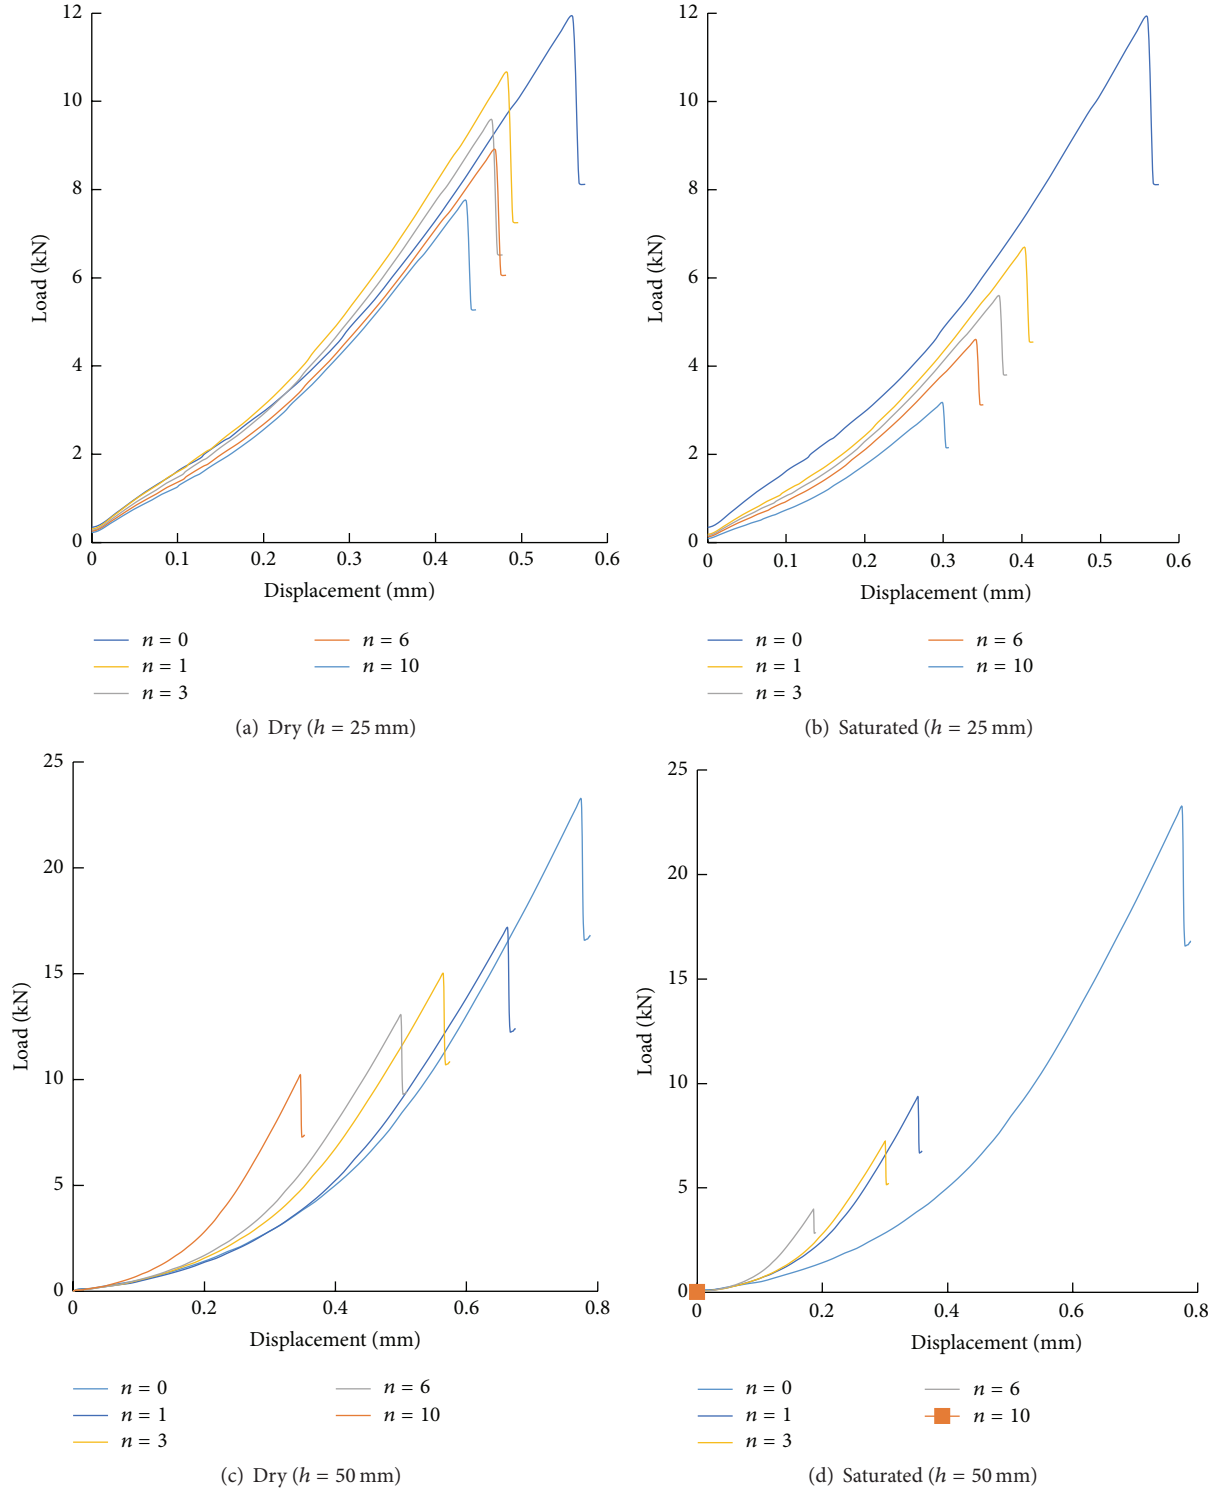 12
10
8
6
4
2
0
Load (kN)
0 0.1 0.2 0.3 0.4 0.5 0.6
Displacement (mm)
n = 0
n = 1
n = 3
n = 6
n = 10
(a) Dry (h = 25 mm)
12
10
8
6
4
2
0
Load (kN)
0 0.1 0.2 0.3 0.4 0.5 0.6
Displacement (mm)
n = 0
n = 1
n = 3
n = 6
n = 10
(b) Saturated (h = 25 mm)
25
20
15
10
5
0
Load (kN)
0 0.2 0.4 0.6 0.8
Displacement (mm)
n = 0
n = 1
n = 3
n = 6
n = 10
(c) Dry (h = 50 mm)
25
20
15
10
5
0
Load (kN)
0 0.2 0.4 0.6 0.8
Displacement (mm)
n = 0
n = 1
n = 3
n = 6
n = 10
(d) Saturated (h = 50 mm)